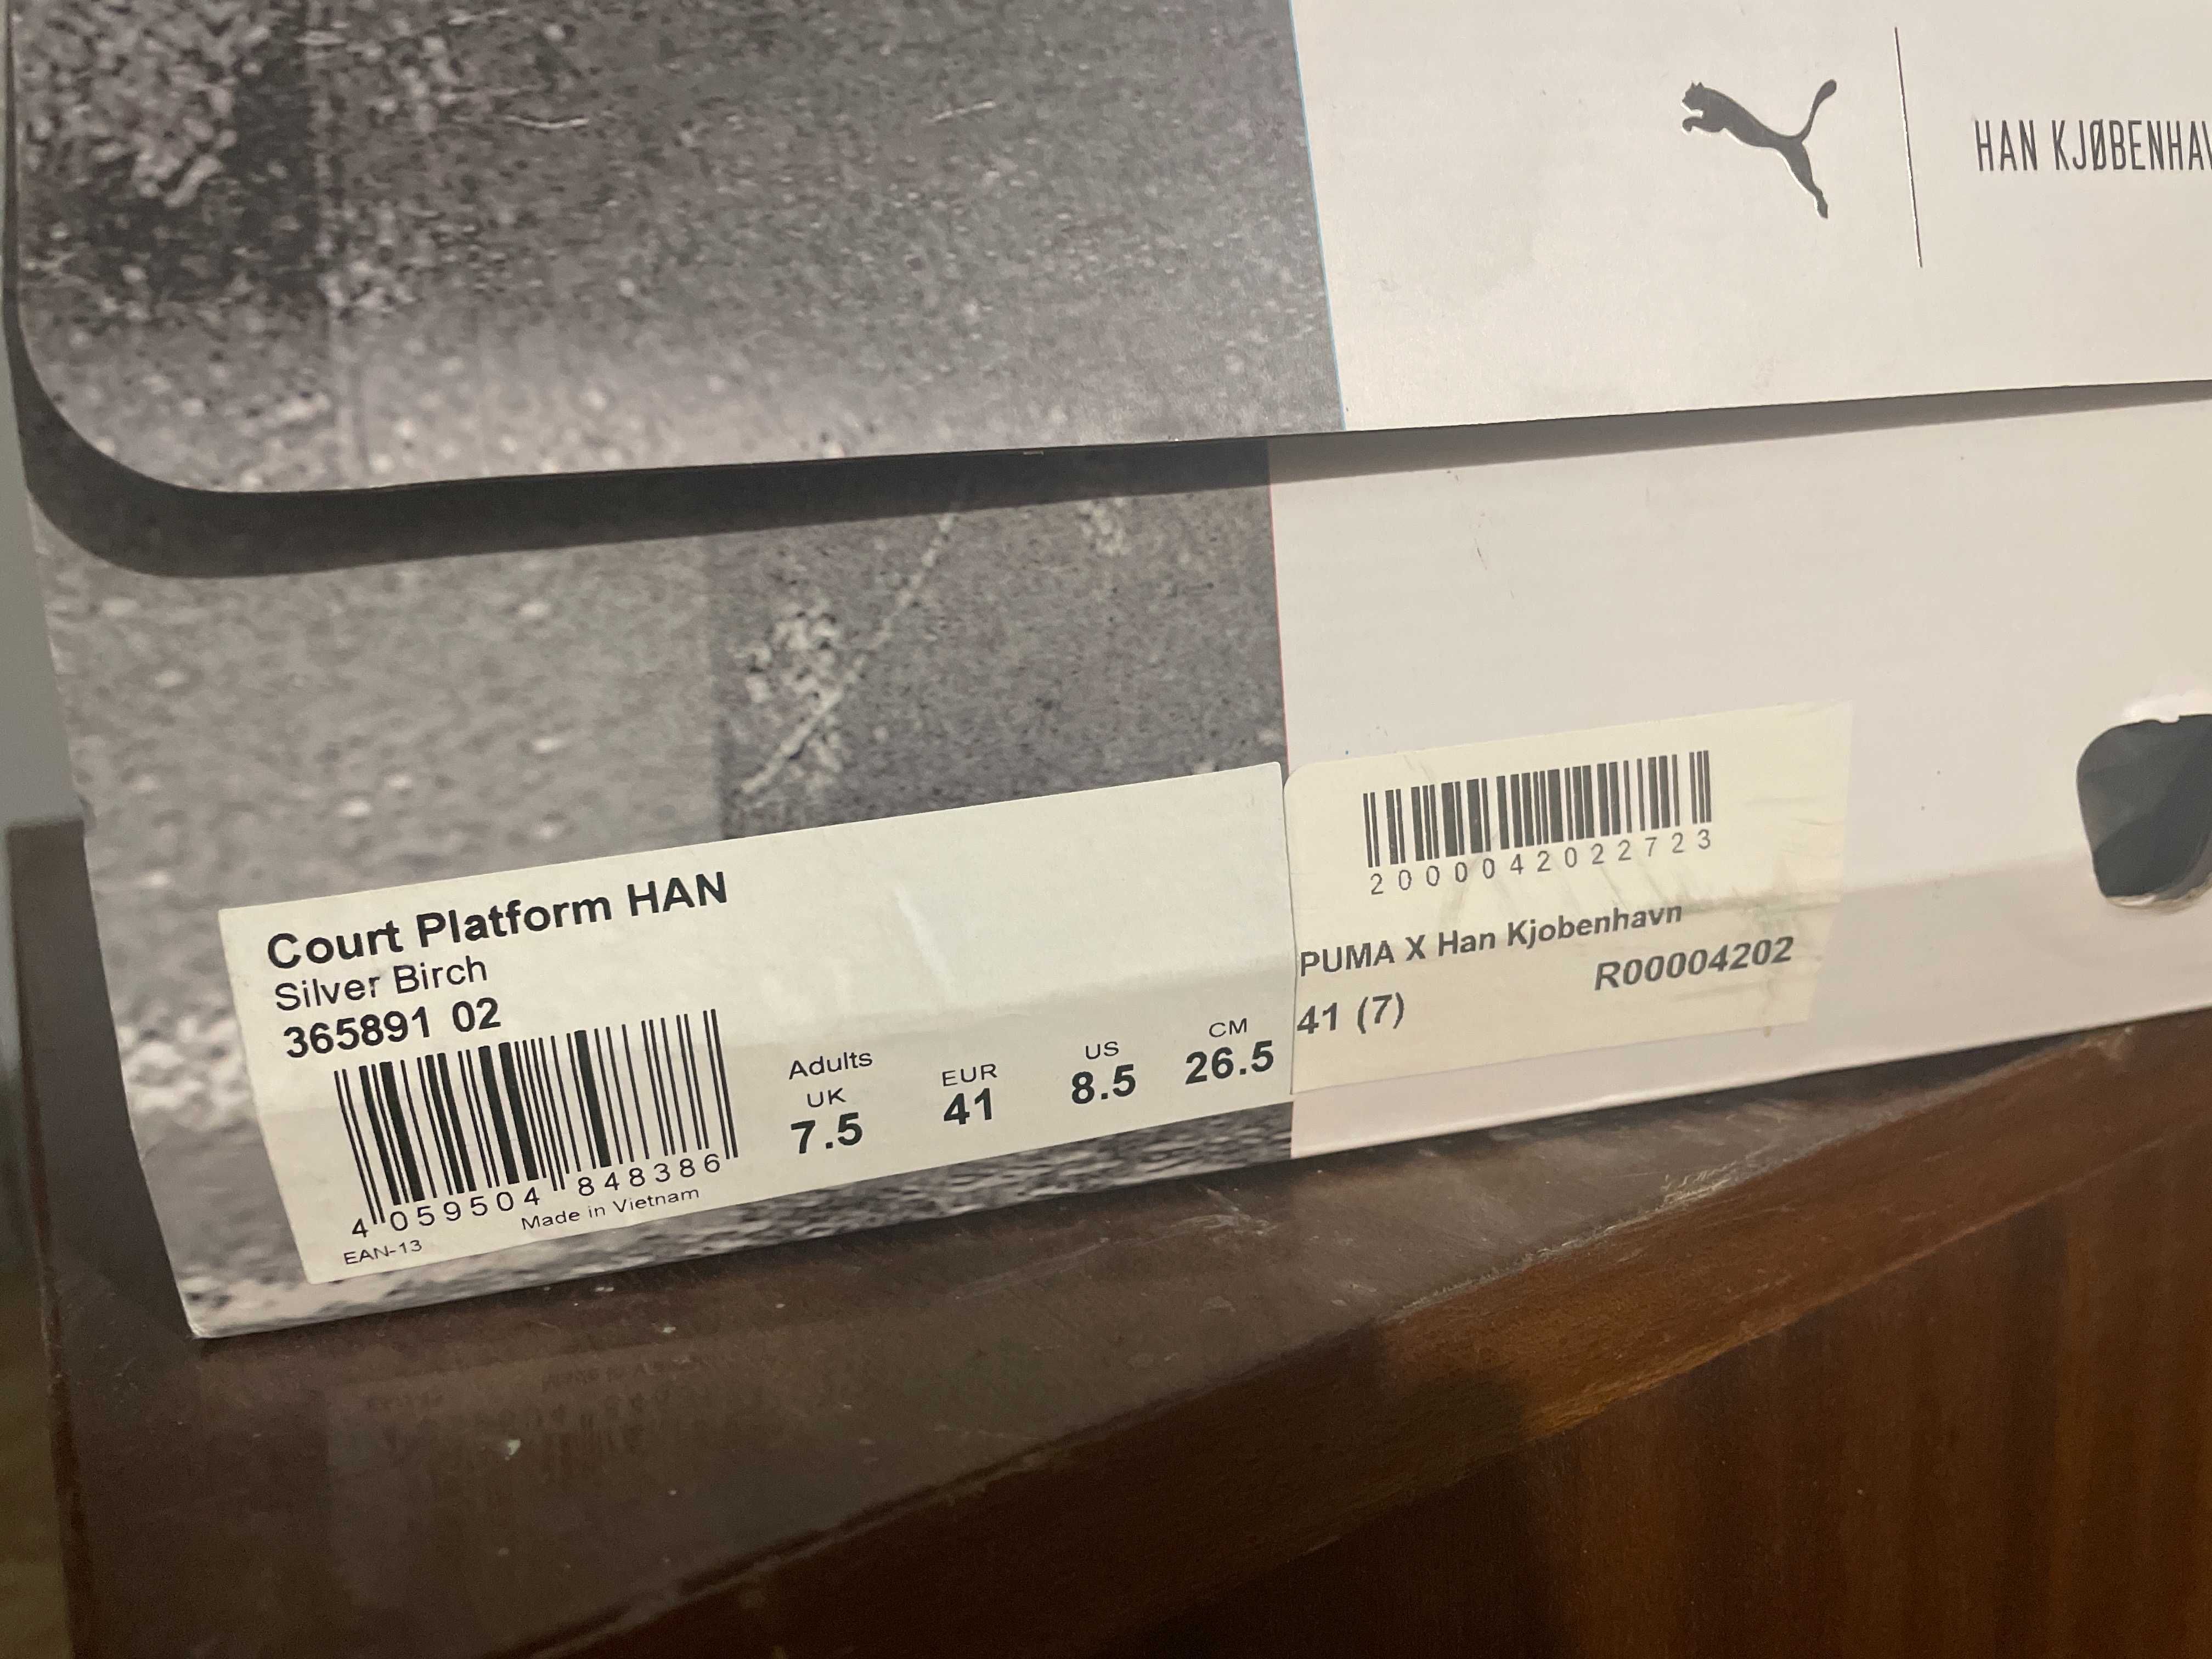 HAN KJØBENHAV
Court Platform HAN
Silver Birch
365891 02
4 059504 848386
EAN-13
Made in Vietnam
Adults
UK EUR US CM
7.5 41 8.5 26.5
2000042022723
PUMA X Han Kjobenhavn
R00004202
41 (7)